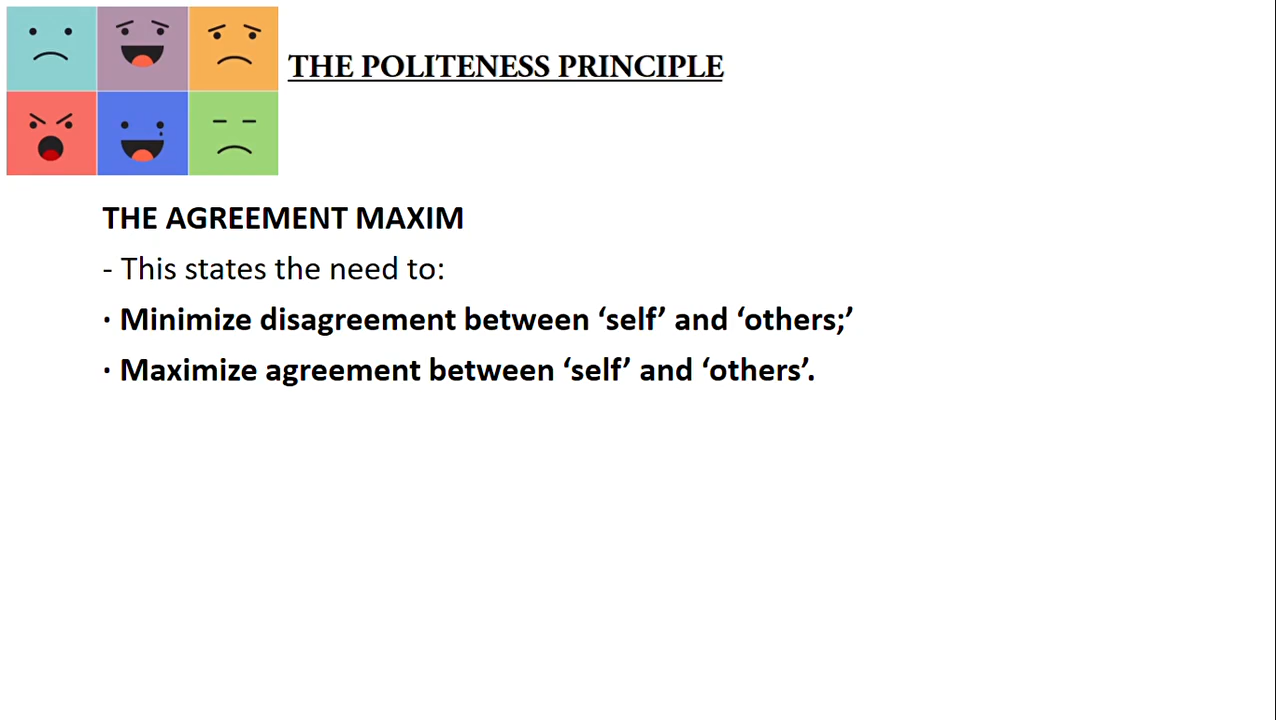 THE POLITENESS PRINCIPLE
THE AGREEMENT MAXIM
- This states the need to:
· Minimize disagreement between ‘self’ and ‘others;’
· Maximize agreement between ‘self’ and ‘others’.